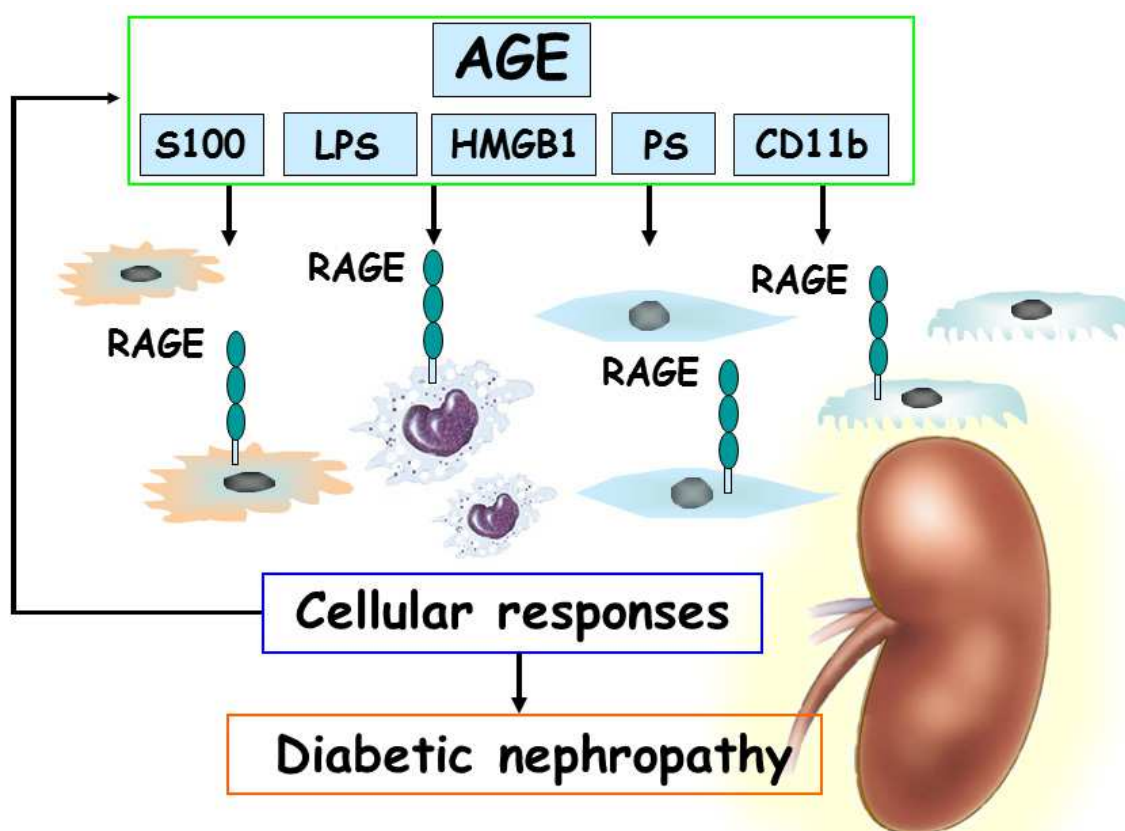 AGE
S100 LPS HMGB1 PS CD11b
RAGE
RAGE
RAGE
RAGE
Cellular responses
Diabetic nephropathy